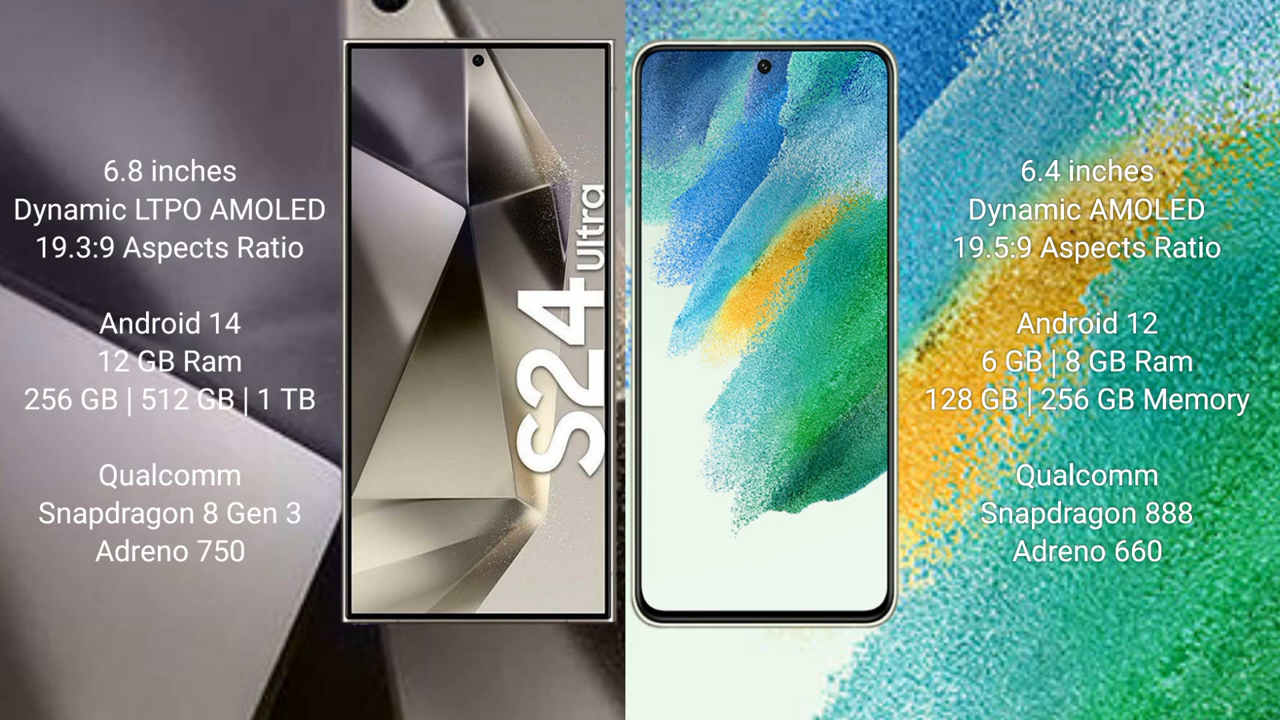 6.8 inches
Dynamic LTPO AMOLED
19.3:9 Aspects Ratio
Android 14
12 GB Ram
256 GB | 512 GB | 1 TB
Qualcomm
Snapdragon 8 Gen 3
Adreno 750
S24 ultra
6.4 inches
Dynamic AMOLED
19.5:9 Aspects Ratio
Android 12
6 GB | 8 GB Ram
128 GB | 256 GB Memory
Qualcomm
Snapdragon 888
Adreno 660